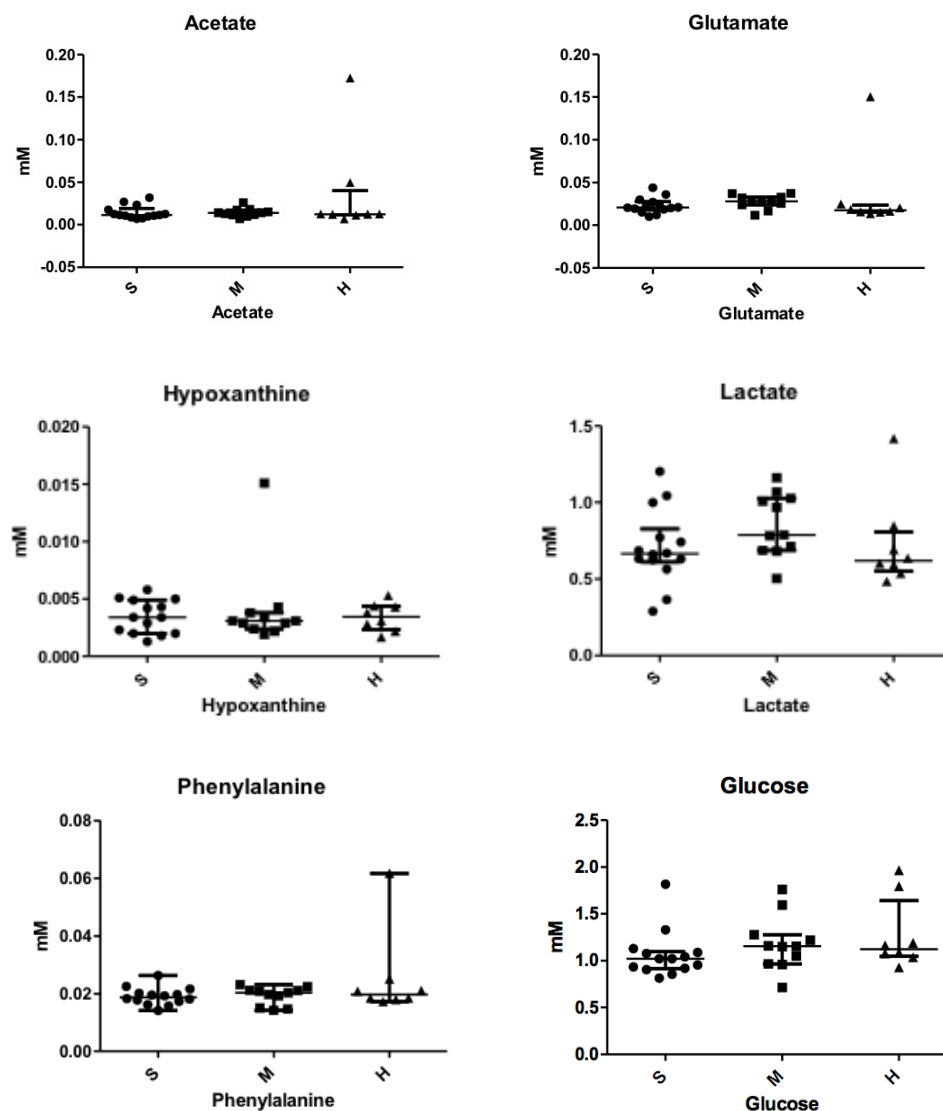 Acetate
0.20
0.15
0.10
0.05
0.00
-0.05
mM
S
M
H
Acetate
Glutamate
0.20
0.15
0.10
0.05
0.00
-0.05
mM
S
M
H
Glutamate
Hypoxanthine
0.020
0.015
0.010
0.005
0.000
mM
S
M
H
Hypoxanthine
Lactate
1.5
1.0
0.5
0.0
mM
S
M
H
Lactate
Phenylalanine
0.08
0.06
0.04
0.02
0.00
mM
S
M
H
Phenylalanine
Glucose
2.5
2.0
1.5
1.0
0.5
0.0
mM
S
M
H
Glucose